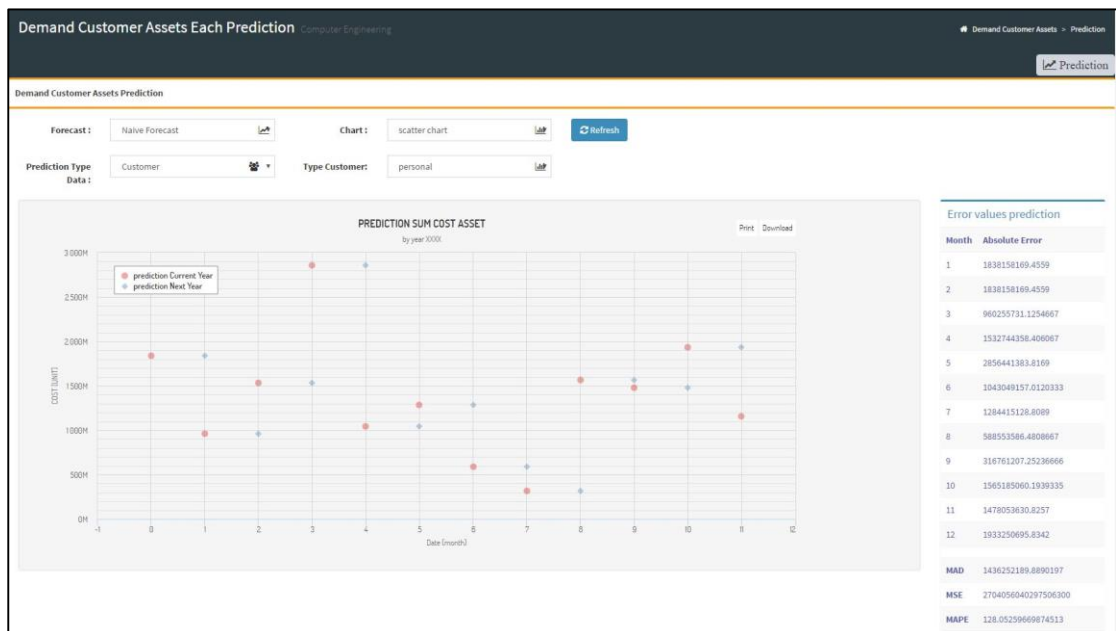 Demand Customer Assets Each Prediction Computer Engineering
Demand Customer Assets > Prediction
Prediction
Demand Customer Assets Prediction
Forecast : Naive Forecast Chart : scatter chart Refresh
Prediction Type Data : Customer Type Customer: personal
PREDICTION SUM COST ASSET
by year XXXX
Print Download
prediction Current Year
prediction Next Year
COST (UNIT)
3 000M
2 500M
2 000M
1 500M
1 000M
500M
0M
-1 0 1 2 3 4 5 6 7 8 9 10 11 12
Date (month)
Error values prediction
Month Absolute Error
1 1838158169.4559
2 1838158169.4559
3 960255731.1254667
4 1532744358.406067
5 2856441383.8169
6 1043049157.0120333
7 1284415128.8089
8 588553586.4808667
9 316761207.25236666
10 1565185060.1939335
11 1478053630.8257
12 1933250695.8342
MAD 1436252189.8890197
MSE 2704056040297506300
MAPE 128.05259669874513